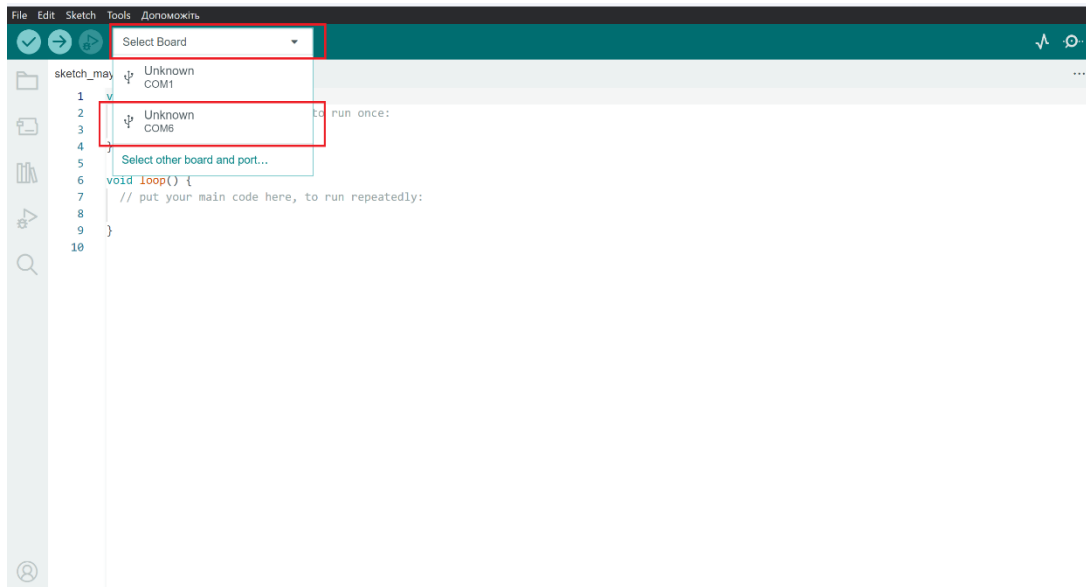 File Edit Sketch Tools Допоможіть
Select Board
sketch_may
Unknown
COM1
1 v
2 to run once:
Unknown
COM6
3
4 }
5
Select other board and port...
6 void loop() {
7 // put your main code here, to run repeatedly:
8
9 }
10